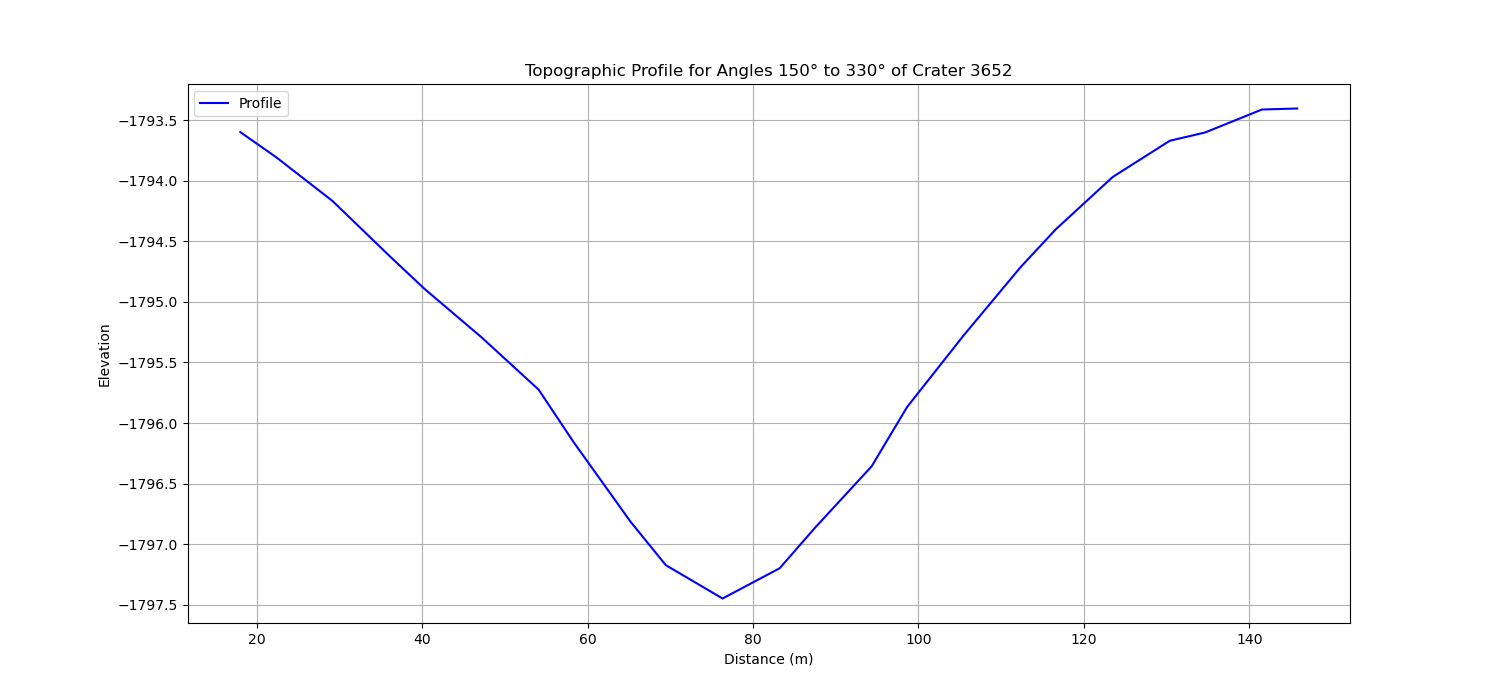 Topographic Profile for Angles 150° to 330° of Crater 3652
Profile
−1793.5
−1794.0
−1794.5
−1795.0
−1795.5
−1796.0
−1796.5
−1797.0
−1797.5
Elevation
20 40 60 80 100 120 140
Distance (m)